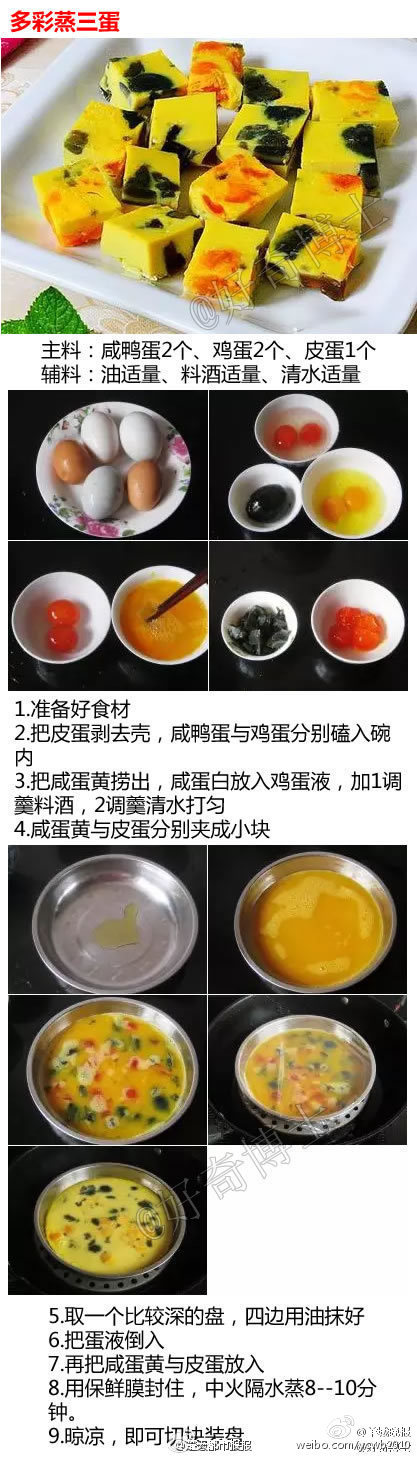 多彩蒸三蛋
@好奇博士
主料：咸鸭蛋2个、鸡蛋2个、皮蛋1个
辅料：油适量、料酒适量、清水适量
1.准备好食材
2.把皮蛋剥去壳，咸鸭蛋与鸡蛋分别磕入碗
内
3.把咸蛋黄捞出，咸蛋白放入鸡蛋液，加1调
羹料酒，2调羹清水打匀
4.咸蛋黄与皮蛋分别夹成小块
@好奇博士
5.取一个比较深的盘，四边用油抹好
6.把蛋液倒入
7.再把咸蛋黄与皮蛋放入
8.用保鲜膜封住，中火隔水蒸8--10分
钟。
9.晾凉，即可切块装盘